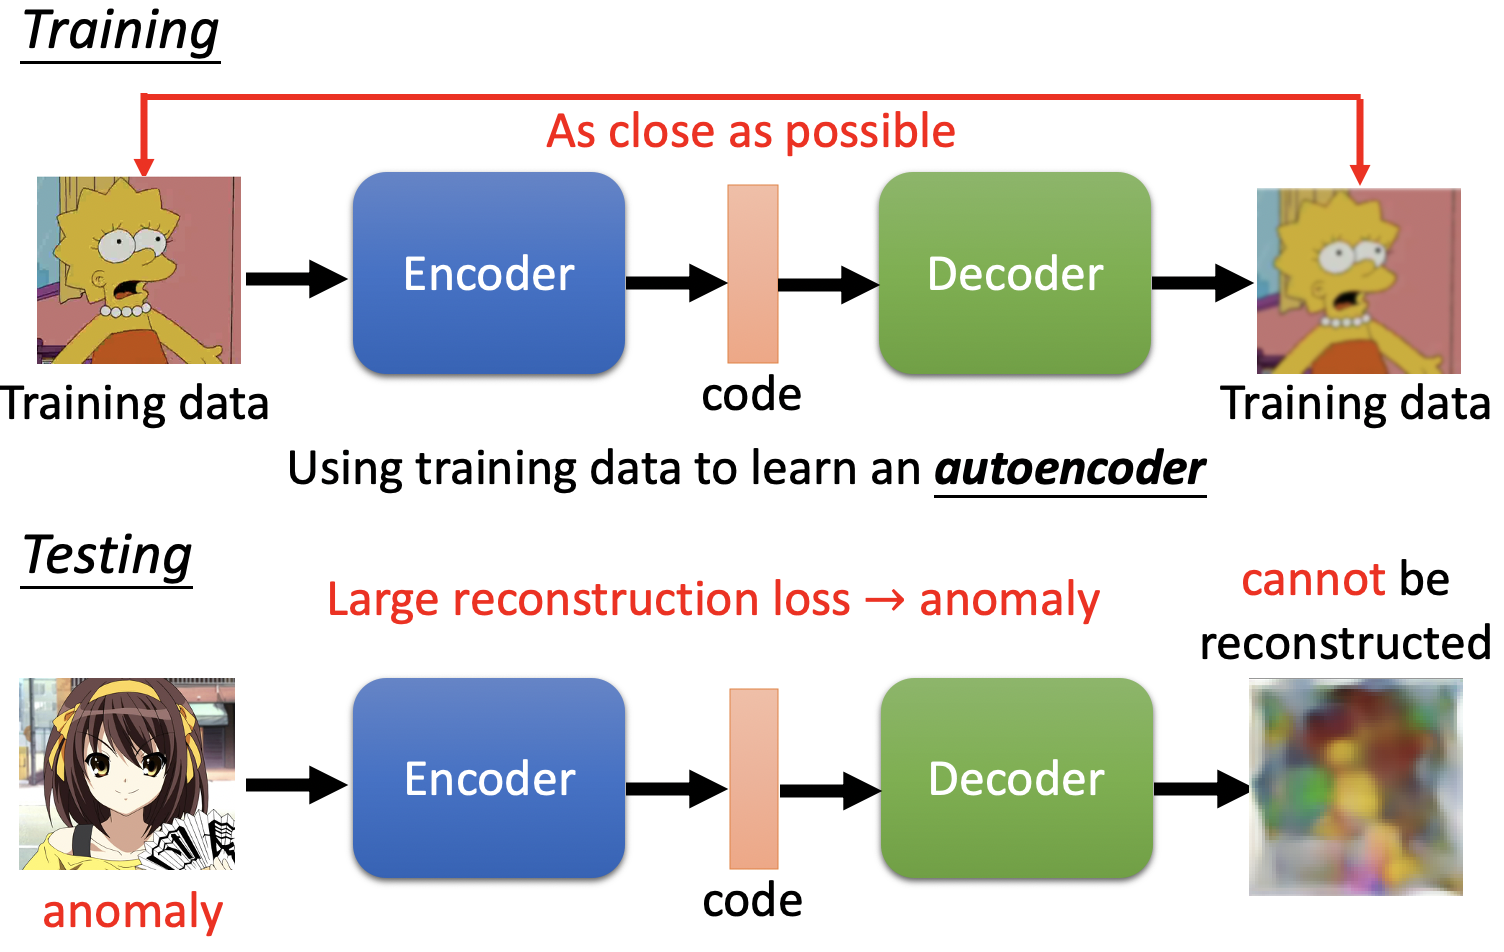 Training
As close as possible
Encoder
Decoder
Training data
code
Training data
Using training data to learn an autoencoder
Testing
Large reconstruction loss → anomaly
cannot be
reconstructed
Encoder
Decoder
anomaly
code